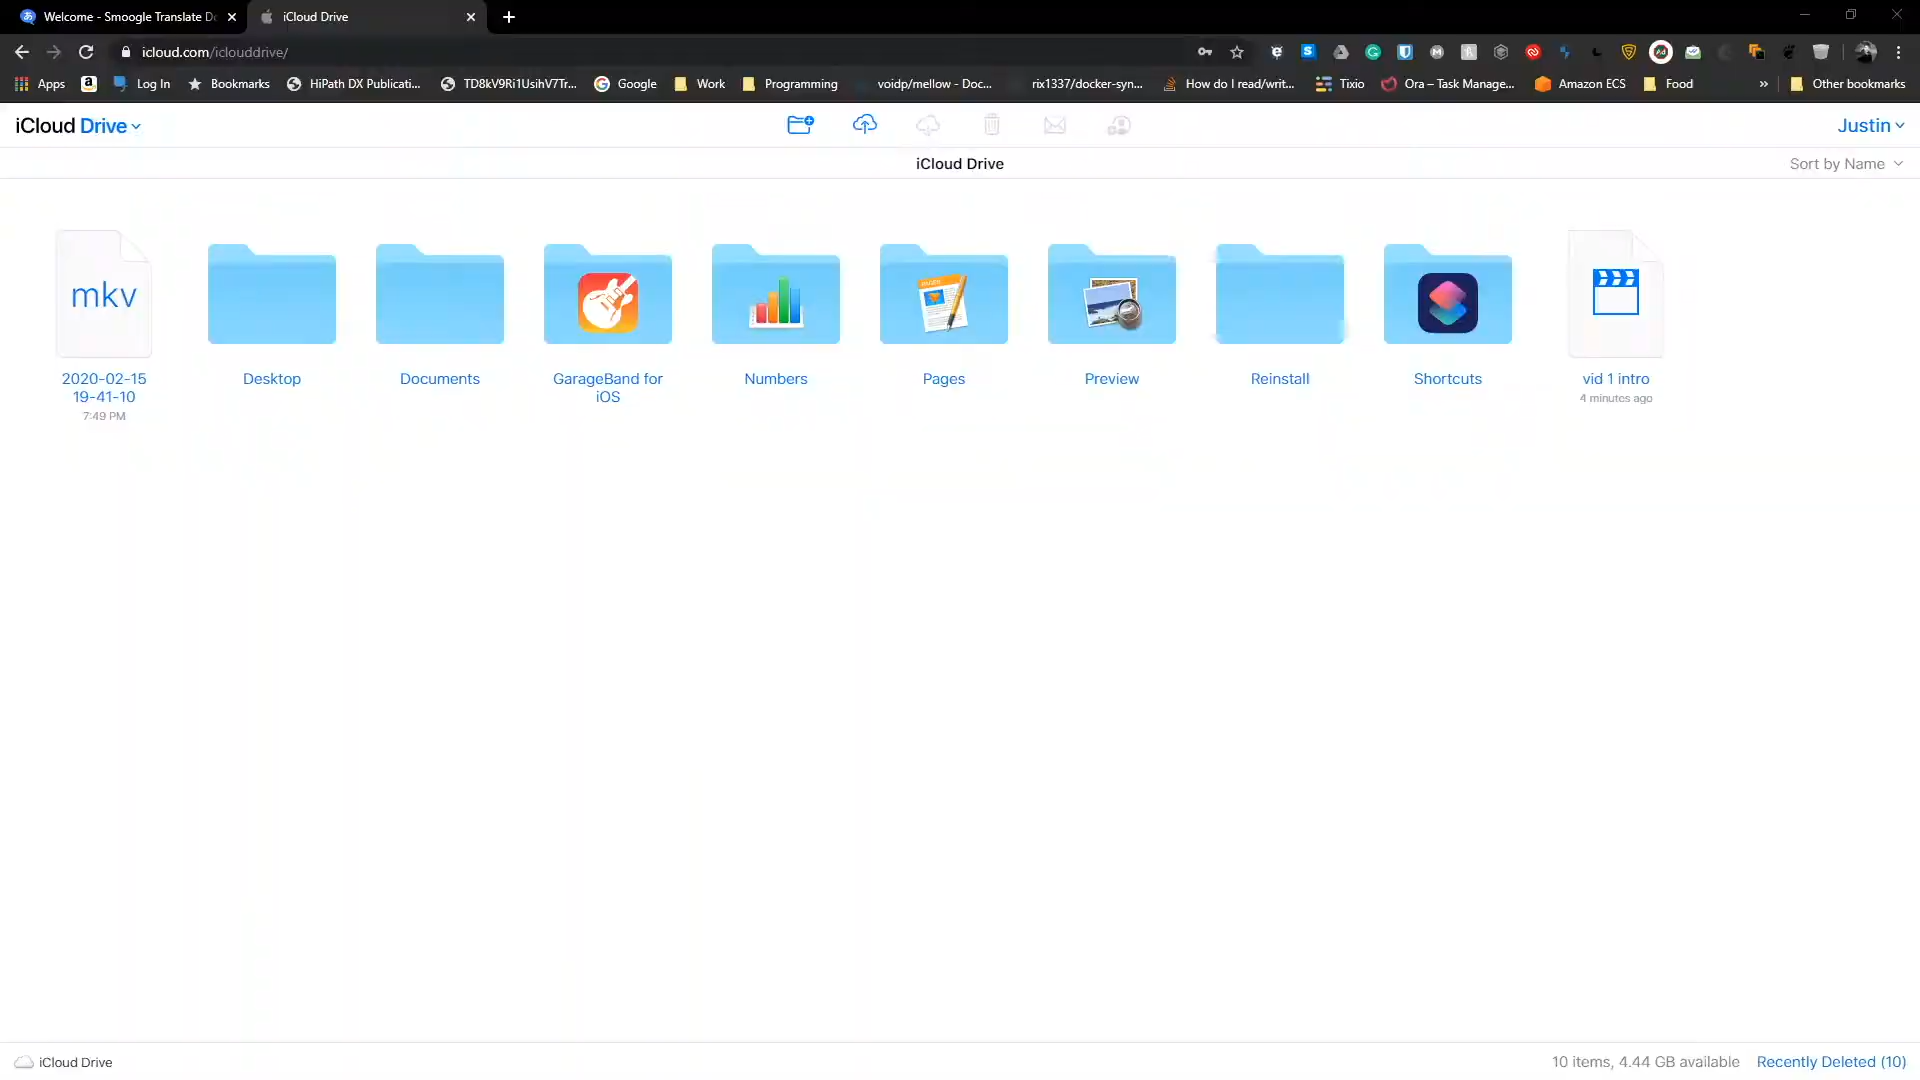 Welcome - Smoogle Translate Do
iCloud Drive
icloud.com/iclouddrive/
Apps
Log In
Bookmarks
HiPath DX Publicati...
TD8kV9Ri1UsihV7Tr...
Google
Work
Programming
voidp/mellow - Doc...
rix1337/docker-syn...
How do I read/writ...
Tixio
Ora – Task Manage...
Amazon ECS
Food
»
Other bookmarks
iCloud Drive
Justin
iCloud Drive
Sort by Name
mkv
2020-02-15
19-41-10
7:49 PM
Desktop
Documents
GarageBand for
iOS
Numbers
Pages
Preview
Reinstall
Shortcuts
vid 1 intro
4 minutes ago
iCloud Drive
10 items, 4.44 GB available
Recently Deleted (10)